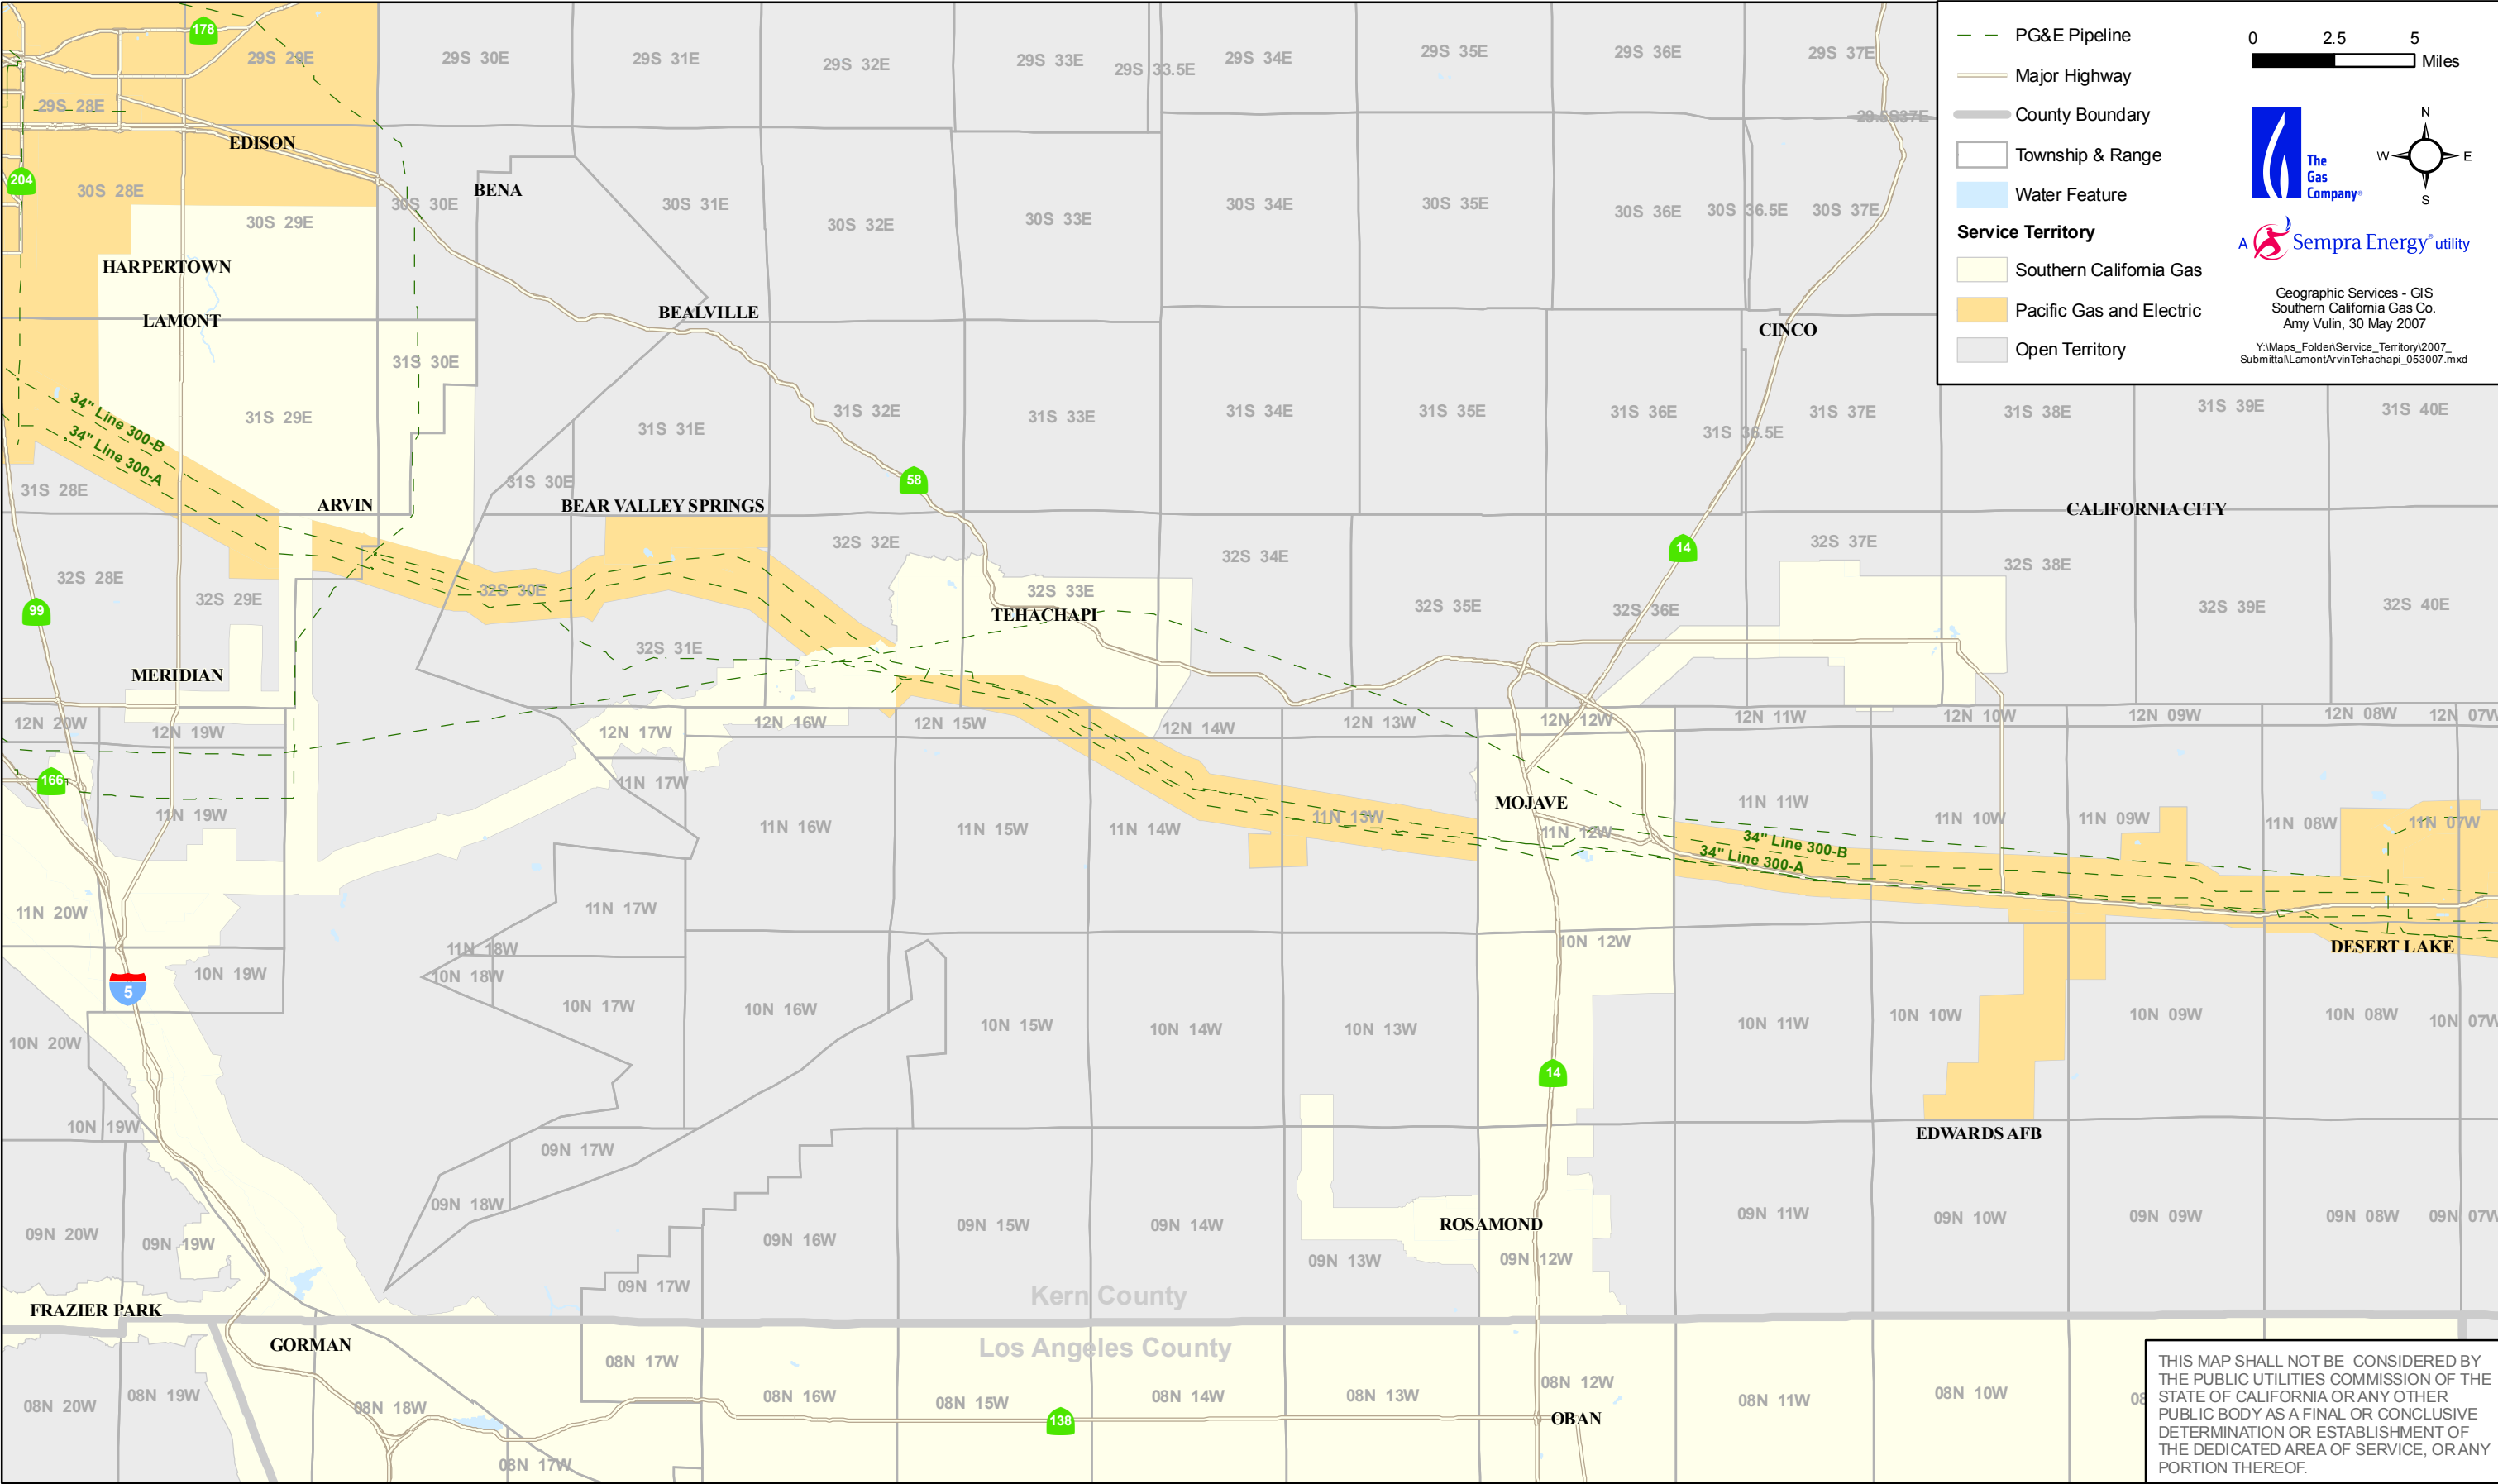 178
29S 29E
29S 30E
29S 31E
29S 32E
29S 33E
29S 33.5E
29S 34E
29S 35E
29S 36E
29S 37E
29S 28E
29.5S37E
EDISON
204
30S 28E
BENA
30S 30E
30S 29E
30S 31E
30S 32E
30S 33E
30S 34E
30S 35E
30S 36E
30S 36.5E
30S 37E
HARPERTOWN
LAMONT
BEALVILLE
CINCO
31S 30E
34" Line 300-B
34" Line 300-A
31S 29E
31S 31E
31S 32E
31S 33E
31S 34E
31S 35E
31S 36E
31S 36.5E
31S 37E
31S 38E
31S 39E
31S 40E
31S 28E
31S 30E
58
ARVIN
BEAR VALLEY SPRINGS
CALIFORNIA CITY
32S 32E
14
32S 37E
32S 34E
32S 38E
32S 28E
32S 29E
32S 30E
32S 33E
32S 35E
32S 36E
32S 39E
32S 40E
99
TEHACHAPI
32S 31E
MERIDIAN
12N 20W
12N 19W
12N 17W
12N 16W
12N 15W
12N 14W
12N 13W
12N 12W
12N 11W
12N 10W
12N 09W
12N 08W
12N 07W
166
11N 17W
11N 19W
MOJAVE
11N 16W
11N 15W
11N 14W
11N 13W
11N 12W
11N 11W
11N 10W
11N 09W
11N 08W
11N 07W
34" Line 300-B
34" Line 300-A
11N 20W
11N 17W
11N 18W
10N 18W
10N 12W
DESERT LAKE
10N 19W
5
10N 17W
10N 16W
10N 15W
10N 14W
10N 13W
10N 11W
10N 10W
10N 09W
10N 08W
10N 07W
10N 20W
14
10N 19W
09N 17W
EDWARDS AFB
09N 18W
09N 20W
09N 19W
09N 16W
09N 15W
09N 14W
ROSAMOND
09N 13W
09N 12W
09N 11W
09N 10W
09N 09W
09N 08W
09N 07W
09N 17W
Kern County
FRAZIER PARK
GORMAN
Los Angeles County
08N 17W
08N 20W
08N 19W
08N 18W
08N 16W
08N 15W
08N 14W
08N 13W
08N 12W
08N 11W
08N 10W
08
138
OBAN
08N 17W
PG&E Pipeline
Major Highway
County Boundary
Township & Range
Water Feature
Service Territory
Southern California Gas
Pacific Gas and Electric
Open Territory
0 2.5 5
Miles
The
Gas
Company®
N
W E
S
A Sempra Energy® utility
Geographic Services - GIS
Southern California Gas Co.
Amy Vulin, 30 May 2007
Y:\Maps_Folder\Service_Territory\2007_
Submittal\LamontArvinTehachapi_053007.mxd
THIS MAP SHALL NOT BE CONSIDERED BY
THE PUBLIC UTILITIES COMMISSION OF THE
STATE OF CALIFORNIA OR ANY OTHER
PUBLIC BODY AS A FINAL OR CONCLUSIVE
DETERMINATION OR ESTABLISHMENT OF
THE DEDICATED AREA OF SERVICE, OR ANY
PORTION THEREOF.